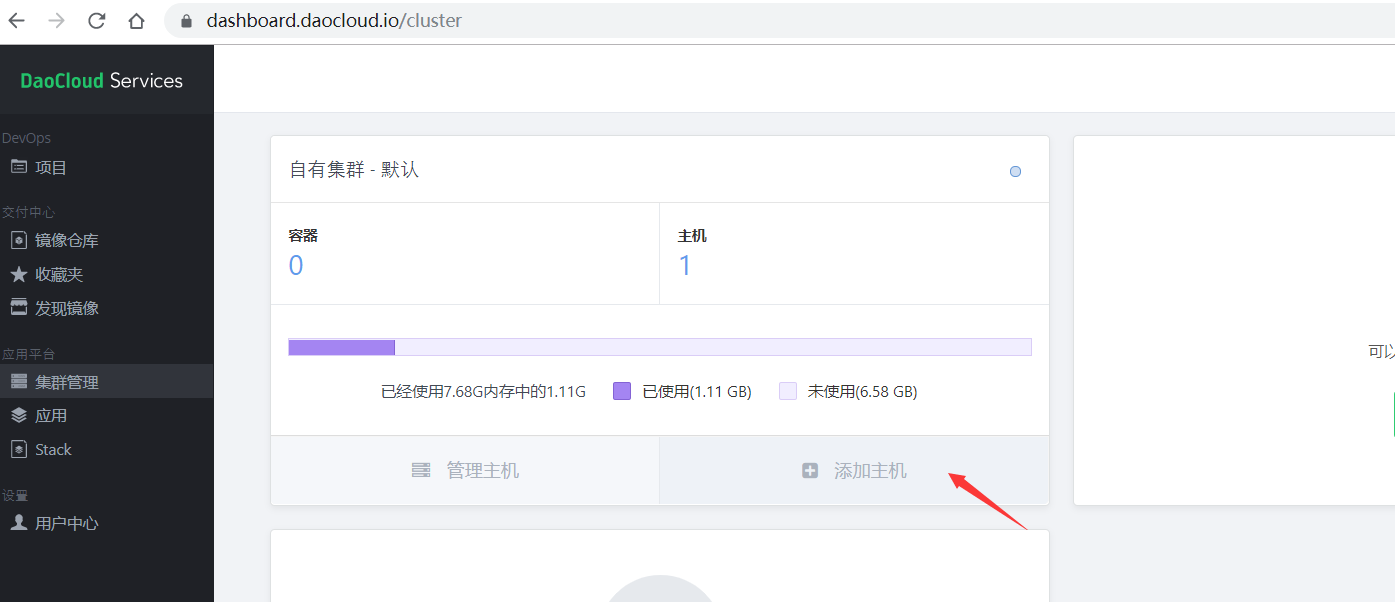 dashboard.daocloud.io/cluster
DaoCloud Services
DevOps
项目
交付中心
镜像仓库
收藏夹
发现镜像
应用平台
集群管理
应用
Stack
设置
用户中心
自有集群 - 默认
容器
0
主机
1
已经使用7.68G内存中的1.11G
已使用(1.11 GB)
未使用(6.58 GB)
管理主机
添加主机
可以